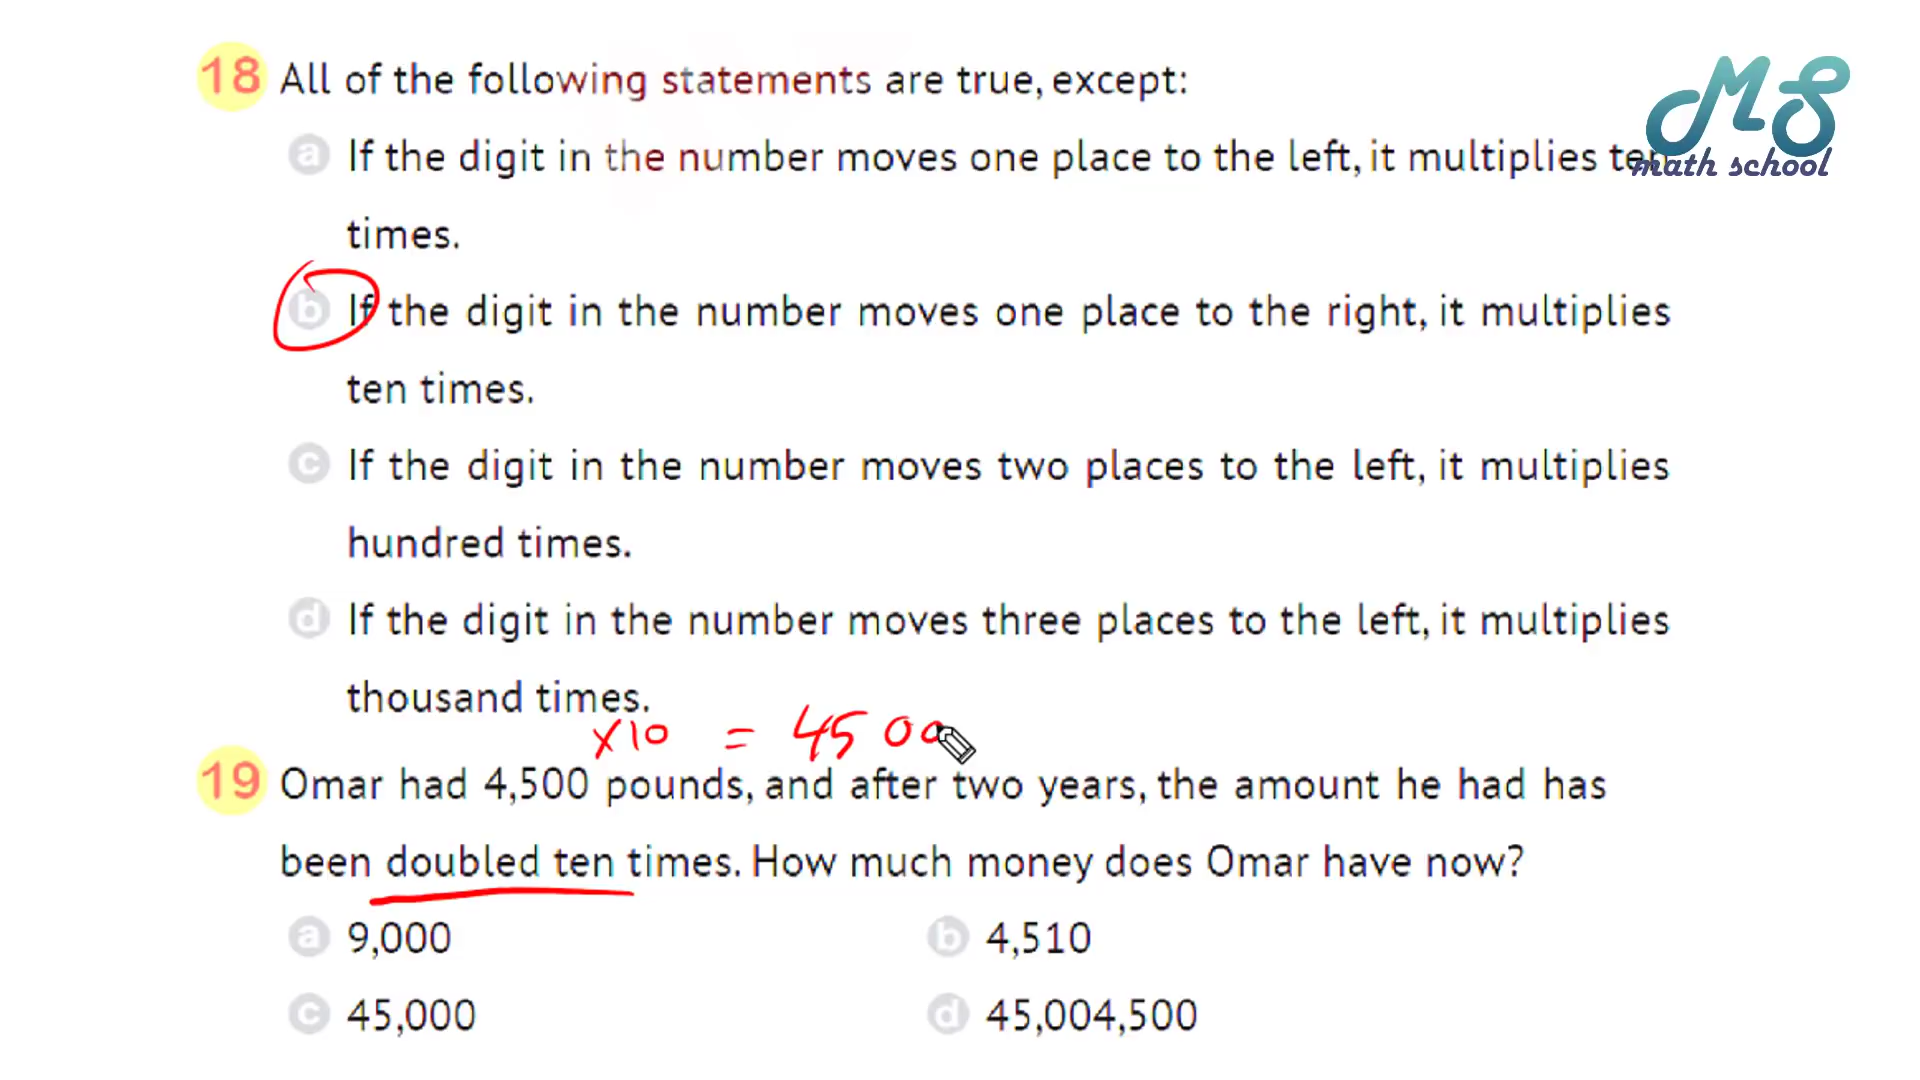 18 All of the following statements are true, except:
MS
math school
a If the digit in the number moves one place to the left, it multiplies ten
times.
b If the digit in the number moves one place to the right, it multiplies
ten times.
c If the digit in the number moves two places to the left, it multiplies
hundred times.
d If the digit in the number moves three places to the left, it multiplies
thousand times.
x10 = 4500
19 Omar had 4,500 pounds, and after two years, the amount he had has
been doubled ten times. How much money does Omar have now?
a 9,000 b 4,510
c 45,000 d 45,004,500